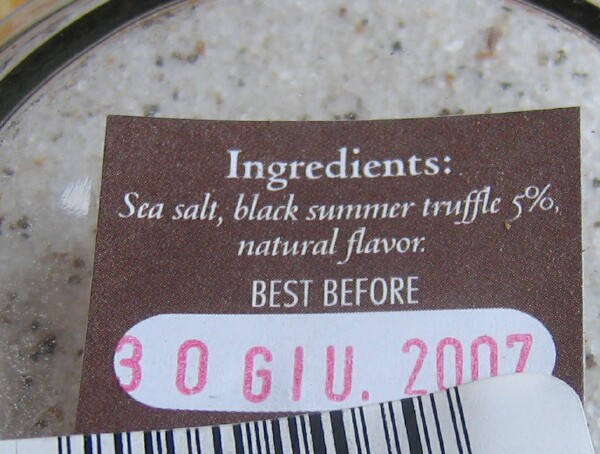 Ingredients:
Sea salt, black summer truffle 5%,
natural flavor.
BEST BEFORE
30 GIU. 2007